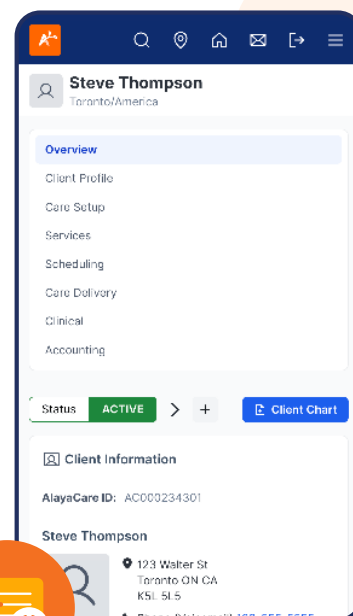 A+
Steve Thompson
Toronto/America
Overview
Client Profile
Care Setup
Services
Scheduling
Care Delivery
Clinical
Accounting
Status ACTIVE > + Client Chart
Client Information
AlayaCare ID: AC000234301
Steve Thompson
123 Walter St
Toronto ON CA
K5L 5L5